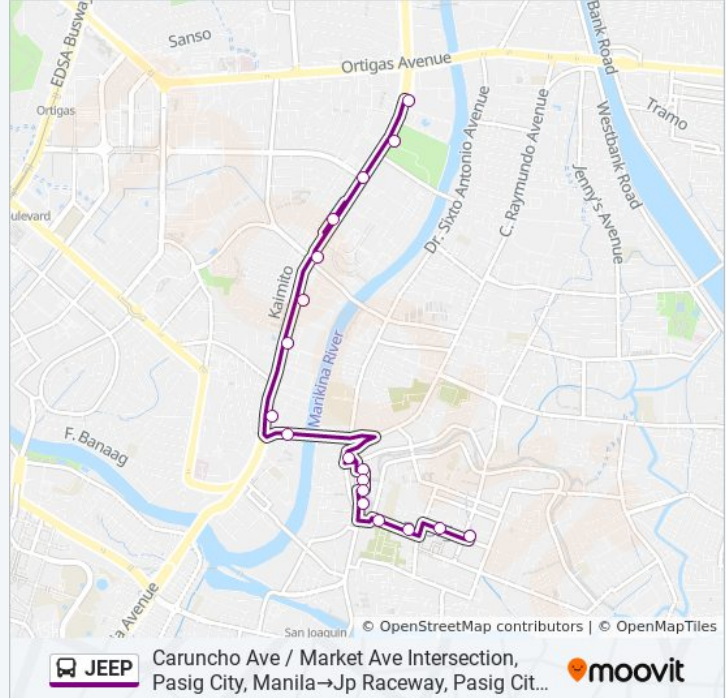 Sanso
EDSA Busway
Ortigas Avenue
Bank Road
Ortigas
Tramo
Westbank Road
Dr. Sixto Antonio Avenue
C. Raymundo Avenue
Jenny's Avenue
ulevard
Kaimito
Marikina River
F. Banaag
la Avenue
San Joaquin
© OpenStreetMap contributors | © OpenMapTiles
JEEP
Caruncho Ave / Market Ave Intersection,
Pasig City, Manila→Jp Raceway, Pasig Cit...
moovit